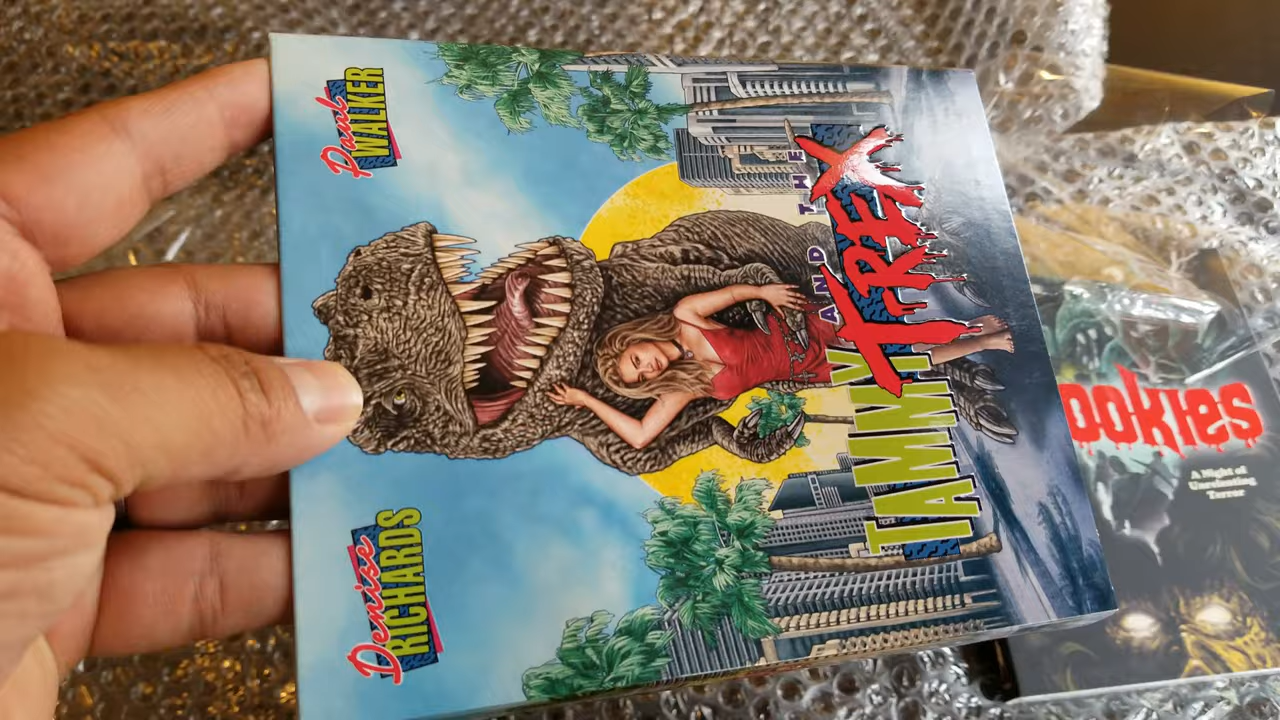 Denise
RICHARDS
Paul
WALKER
TAMMY AND THE
T-REX
ookies
A Night of
Unrelenting
Terror